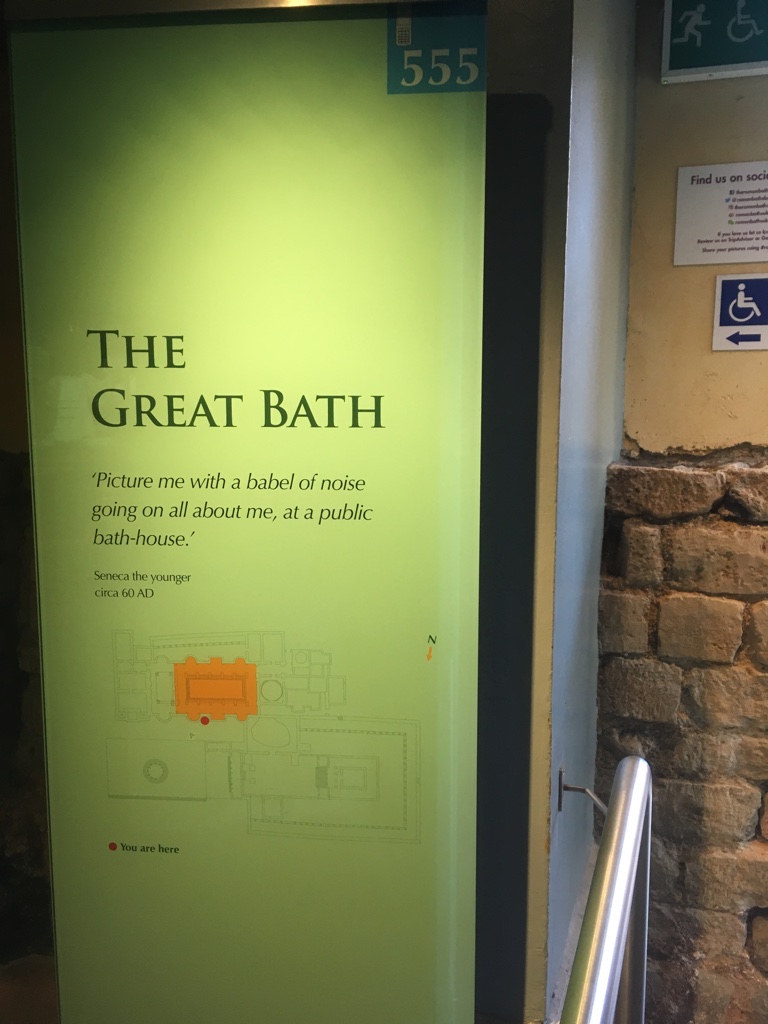 555
THE
GREAT BATH
‘Picture me with a babel of noise
going on all about me, at a public
bath-house.’
Seneca the younger
circa 60 AD
N
You are here
Find us on soci